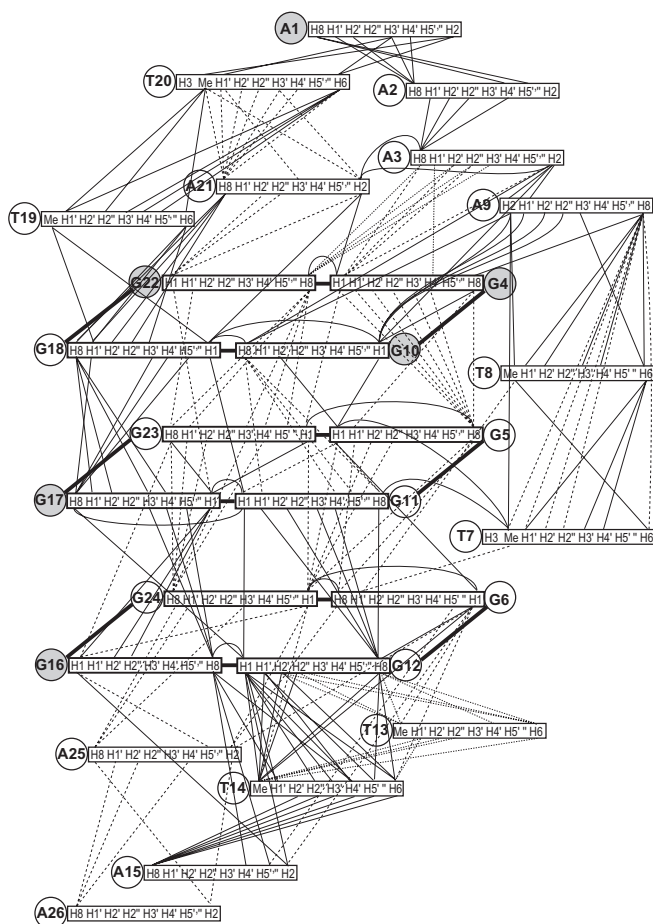 A1 H8 H1' H2' H2" H3' H4' H5'," H2
T20 H3 Me H1' H2' H2" H3' H4' H5'," H6
A2 H8 H1' H2' H2" H3' H4' H5'," H2
A3 H8 H1' H2' H2" H3' H4' H5'," H2
A21 H8 H1' H2' H2" H3' H4' H5'," H2
A9 H2 H1' H2' H2" H3' H4' H5'," H8
T19 Me H1' H2' H2" H3' H4' H5'," H6
G22 H1 H1' H2' H2" H3' H4' H5'," H8 H1 H1' H2' H2" H3' H4' H5'," H8 G4
G18 H8 H1' H2' H2" H3' H4' H5'," H1 H8 H1' H2' H2" H3' H4' H5'," H1 G10
T8 Me H1' H2' H2" H3' H4' H5' " H6
G23 H8 H1' H2' H2" H3' H4' H5' " H1 H1 H1' H2' H2" H3' H4' H5'," H8 G5
G17 H8 H1' H2' H2" H3' H4' H5'," H1 H1 H1' H2' H2" H3' H4' H5'," H8 G11
T7 H3 Me H1' H2' H2" H3' H4' H5' " H6
G24 H8 H1' H2' H2" H3' H4' H5'," H1 H8 H1' H2' H2" H3' H4' H5' " H1 G6
G16 H1 H1' H2' H2" H3' H4' H5'," H8 H1 H1' H2' H2" H3' H4' H5'," H8 G12
T13 Me H1' H2' H2" H3' H4' H5' " H6
A25 H8 H1' H2' H2" H3' H4' H5'," H2
T14 Me H1' H2' H2" H3' H4' H5' " H6
A15 H8 H1' H2' H2' H3' H4' H5'," H2
A26 H8 H1' H2' H2" H3' H4' H5'," H2